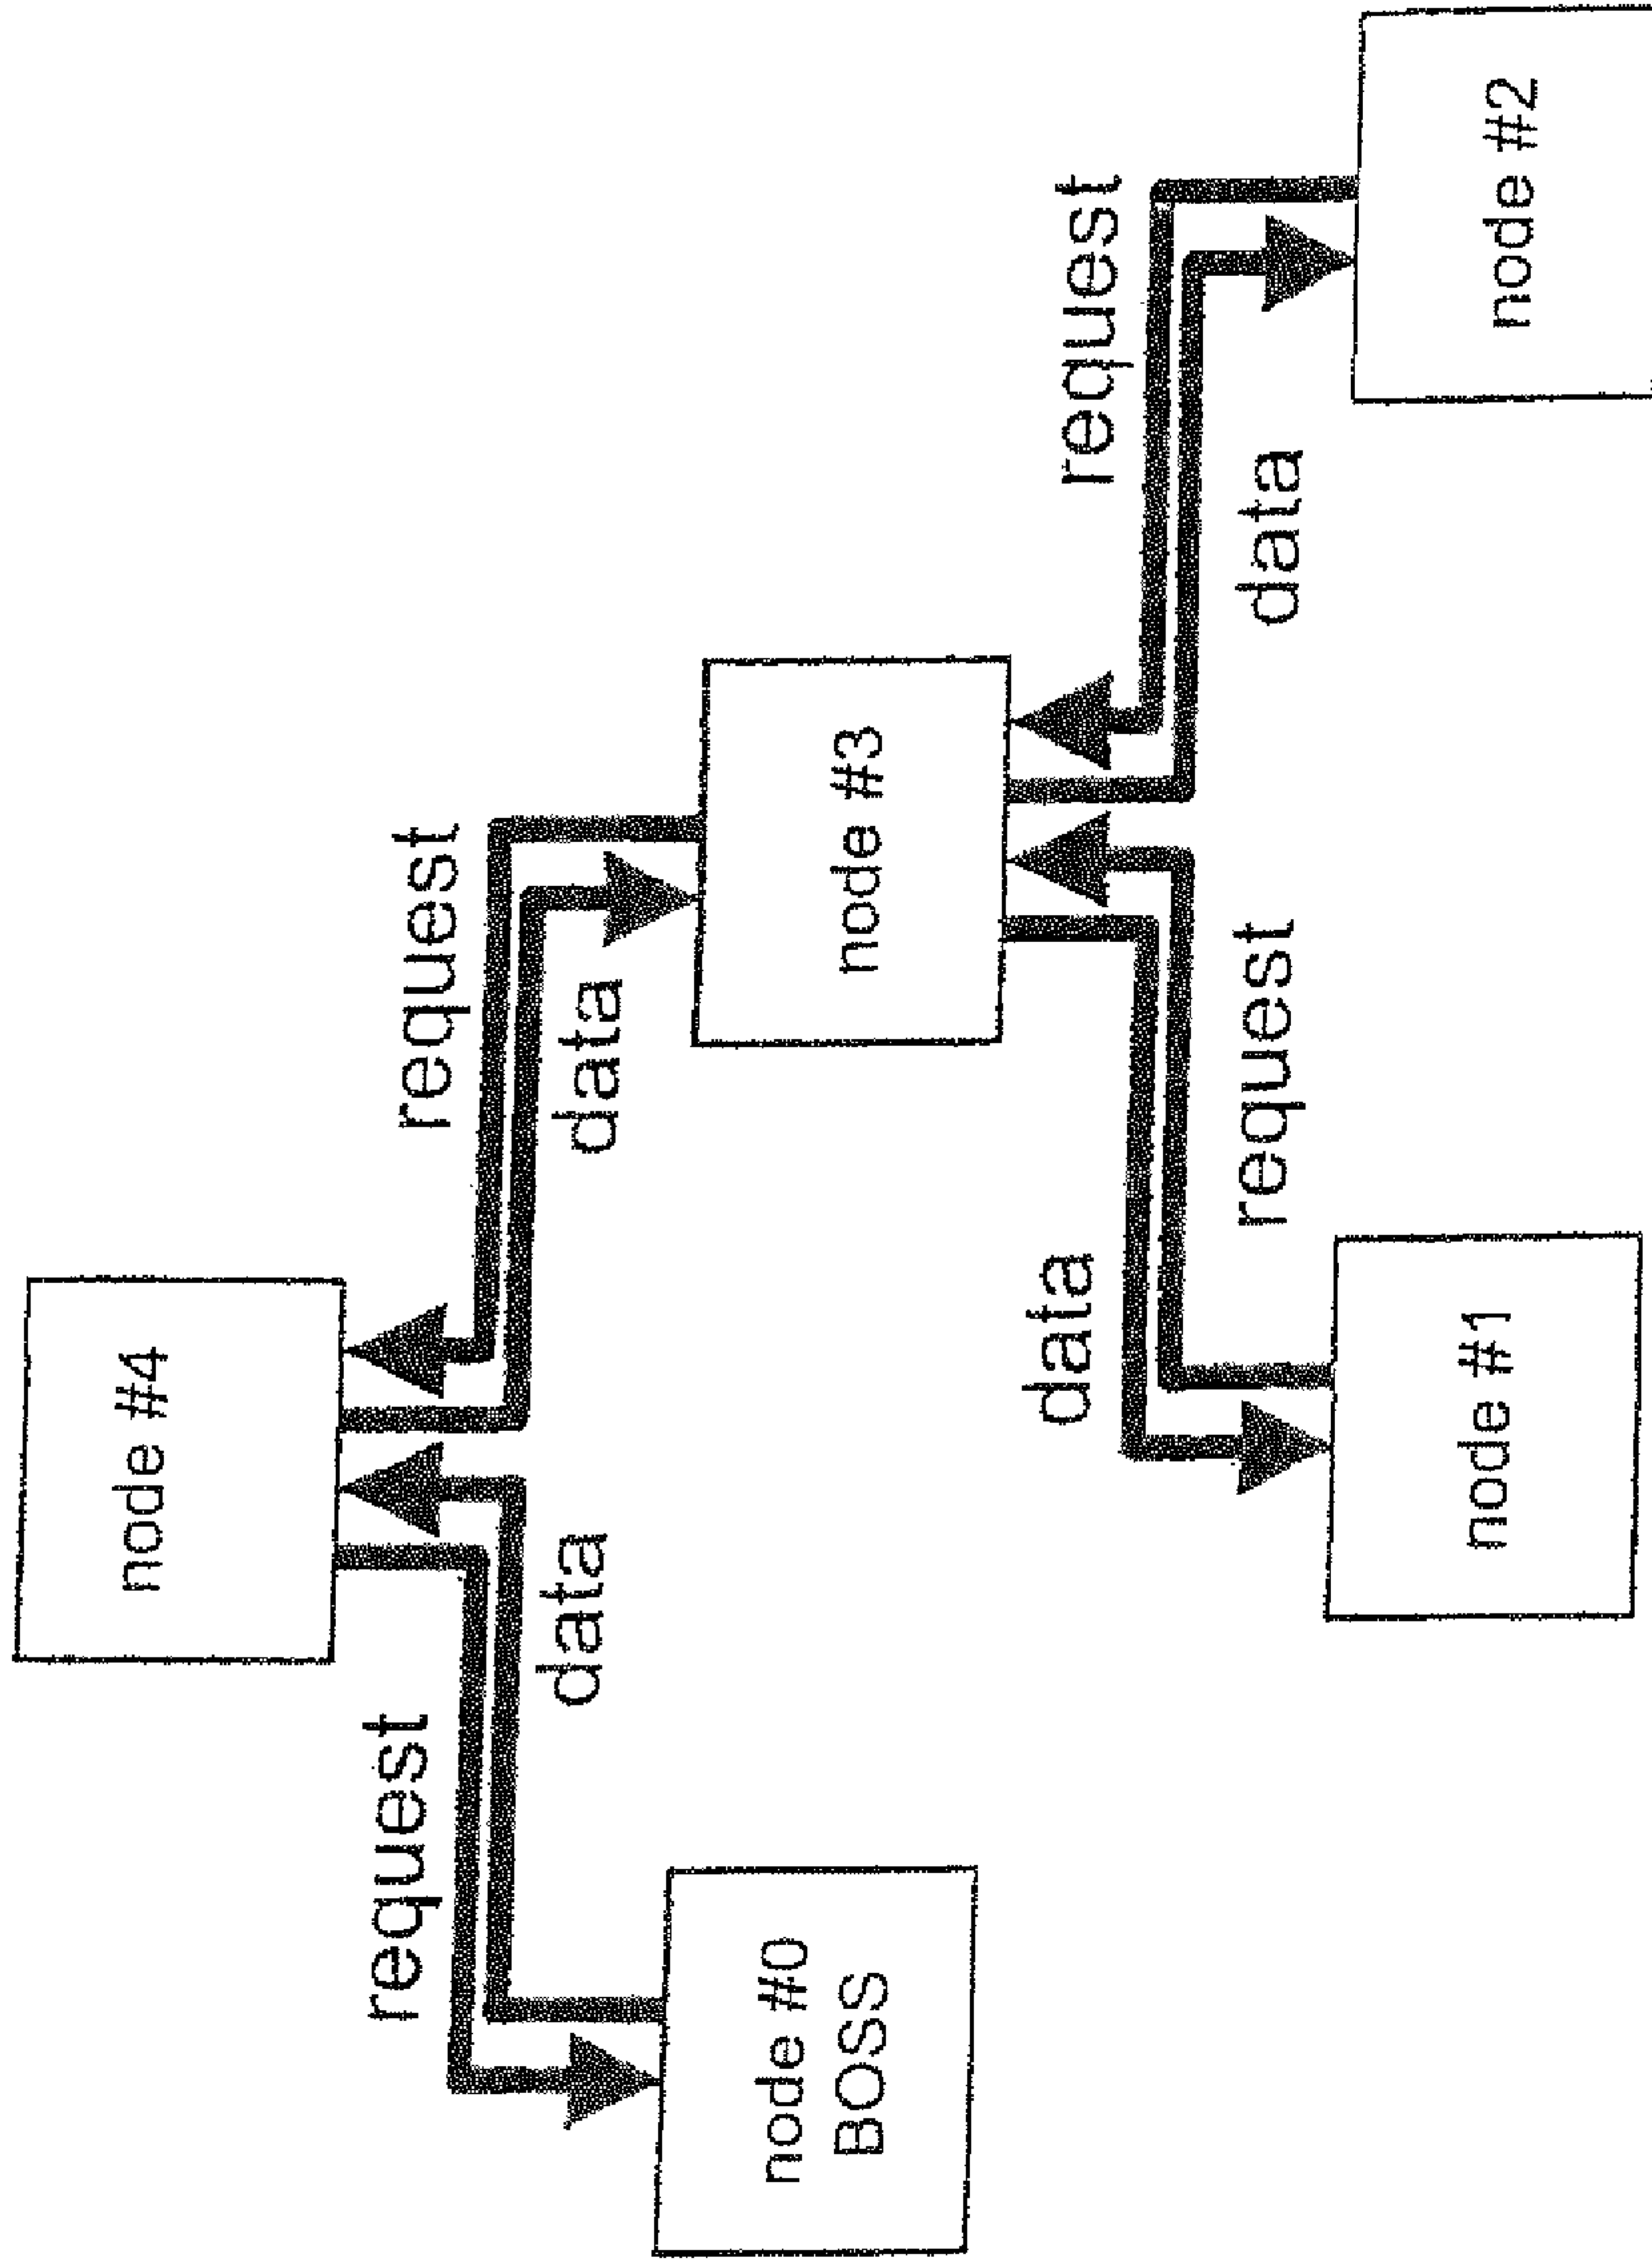 node #4
request
data
request
data
node #0
BOSS
node #3
data
request
request
data
node #1
node #2